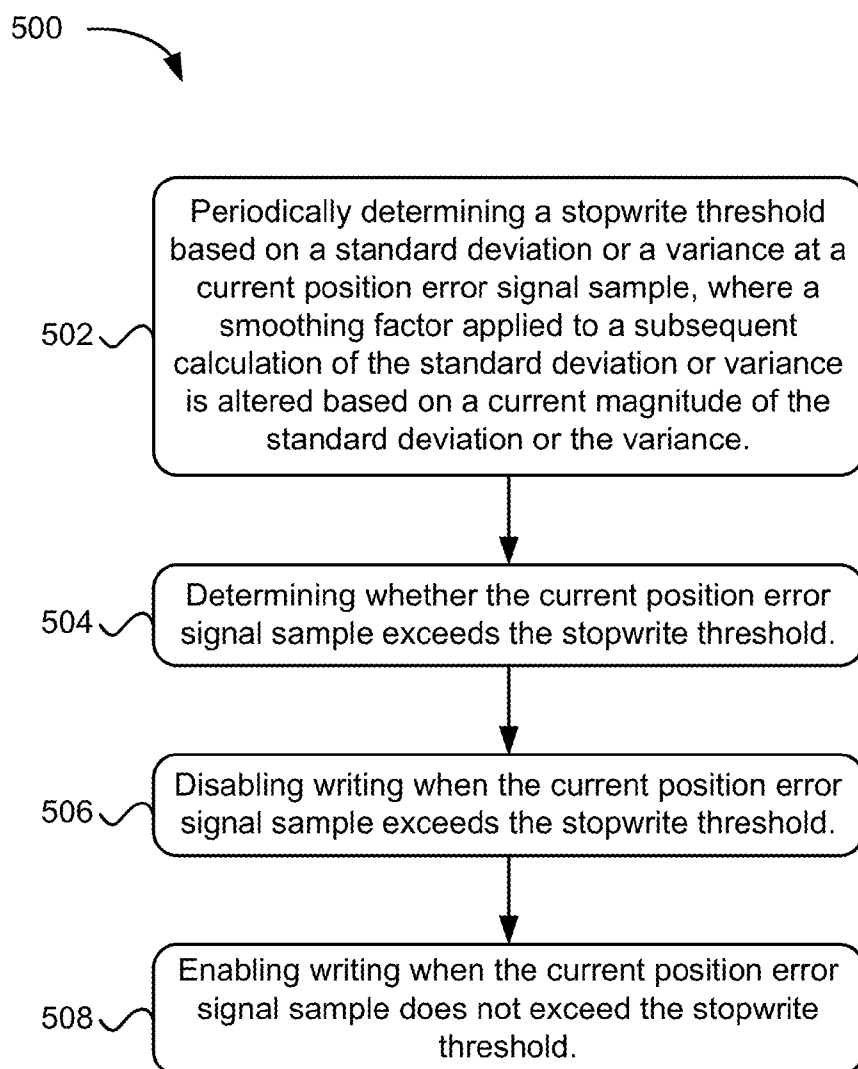 500
Periodically determining a stopwrite threshold
based on a standard deviation or a variance at a
current position error signal sample, where a
smoothing factor applied to a subsequent
calculation of the standard deviation or variance
is altered based on a current magnitude of the
standard deviation or the variance.
502
Determining whether the current position error
signal sample exceeds the stopwrite threshold.
504
Disabling writing when the current position error
signal sample exceeds the stopwrite threshold.
506
Enabling writing when the current position error
signal sample does not exceed the stopwrite
threshold.
508